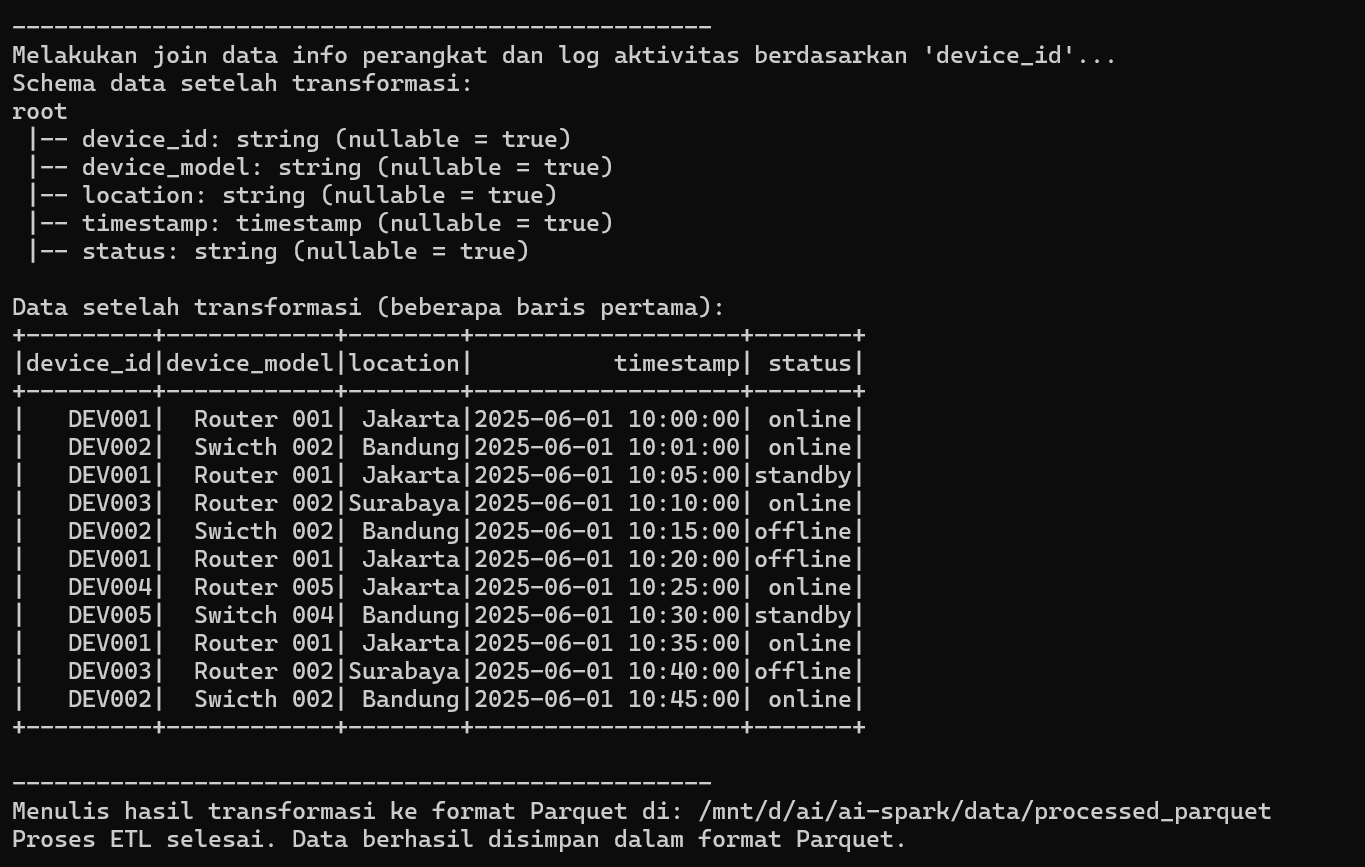 --------------------------------------------------
Melakukan join data info perangkat dan log aktivitas berdasarkan 'device_id'...
Schema data setelah transformasi:
root
 |-- device_id: string (nullable = true)
 |-- device_model: string (nullable = true)
 |-- location: string (nullable = true)
 |-- timestamp: timestamp (nullable = true)
 |-- status: string (nullable = true)

Data setelah transformasi (beberapa baris pertama):
+---------+------------+--------+-------------------+-------+
|device_id|device_model|location|          timestamp| status|
+---------+------------+--------+-------------------+-------+
|   DEV001|  Router 001| Jakarta|2025-06-01 10:00:00| online|
|   DEV002|  Swicth 002| Bandung|2025-06-01 10:01:00| online|
|   DEV001|  Router 001| Jakarta|2025-06-01 10:05:00|standby|
|   DEV003|  Router 002|Surabaya|2025-06-01 10:10:00| online|
|   DEV002|  Swicth 002| Bandung|2025-06-01 10:15:00|offline|
|   DEV001|  Router 001| Jakarta|2025-06-01 10:20:00|offline|
|   DEV004|  Router 005| Jakarta|2025-06-01 10:25:00| online|
|   DEV005|  Switch 004| Bandung|2025-06-01 10:30:00|standby|
|   DEV001|  Router 001| Jakarta|2025-06-01 10:35:00| online|
|   DEV003|  Router 002|Surabaya|2025-06-01 10:40:00|offline|
|   DEV002|  Swicth 002| Bandung|2025-06-01 10:45:00| online|
+---------+------------+--------+-------------------+-------+

--------------------------------------------------
Menulis hasil transformasi ke format Parquet di: /mnt/d/ai/ai-spark/data/processed_parquet
Proses ETL selesai. Data berhasil disimpan dalam format Parquet.